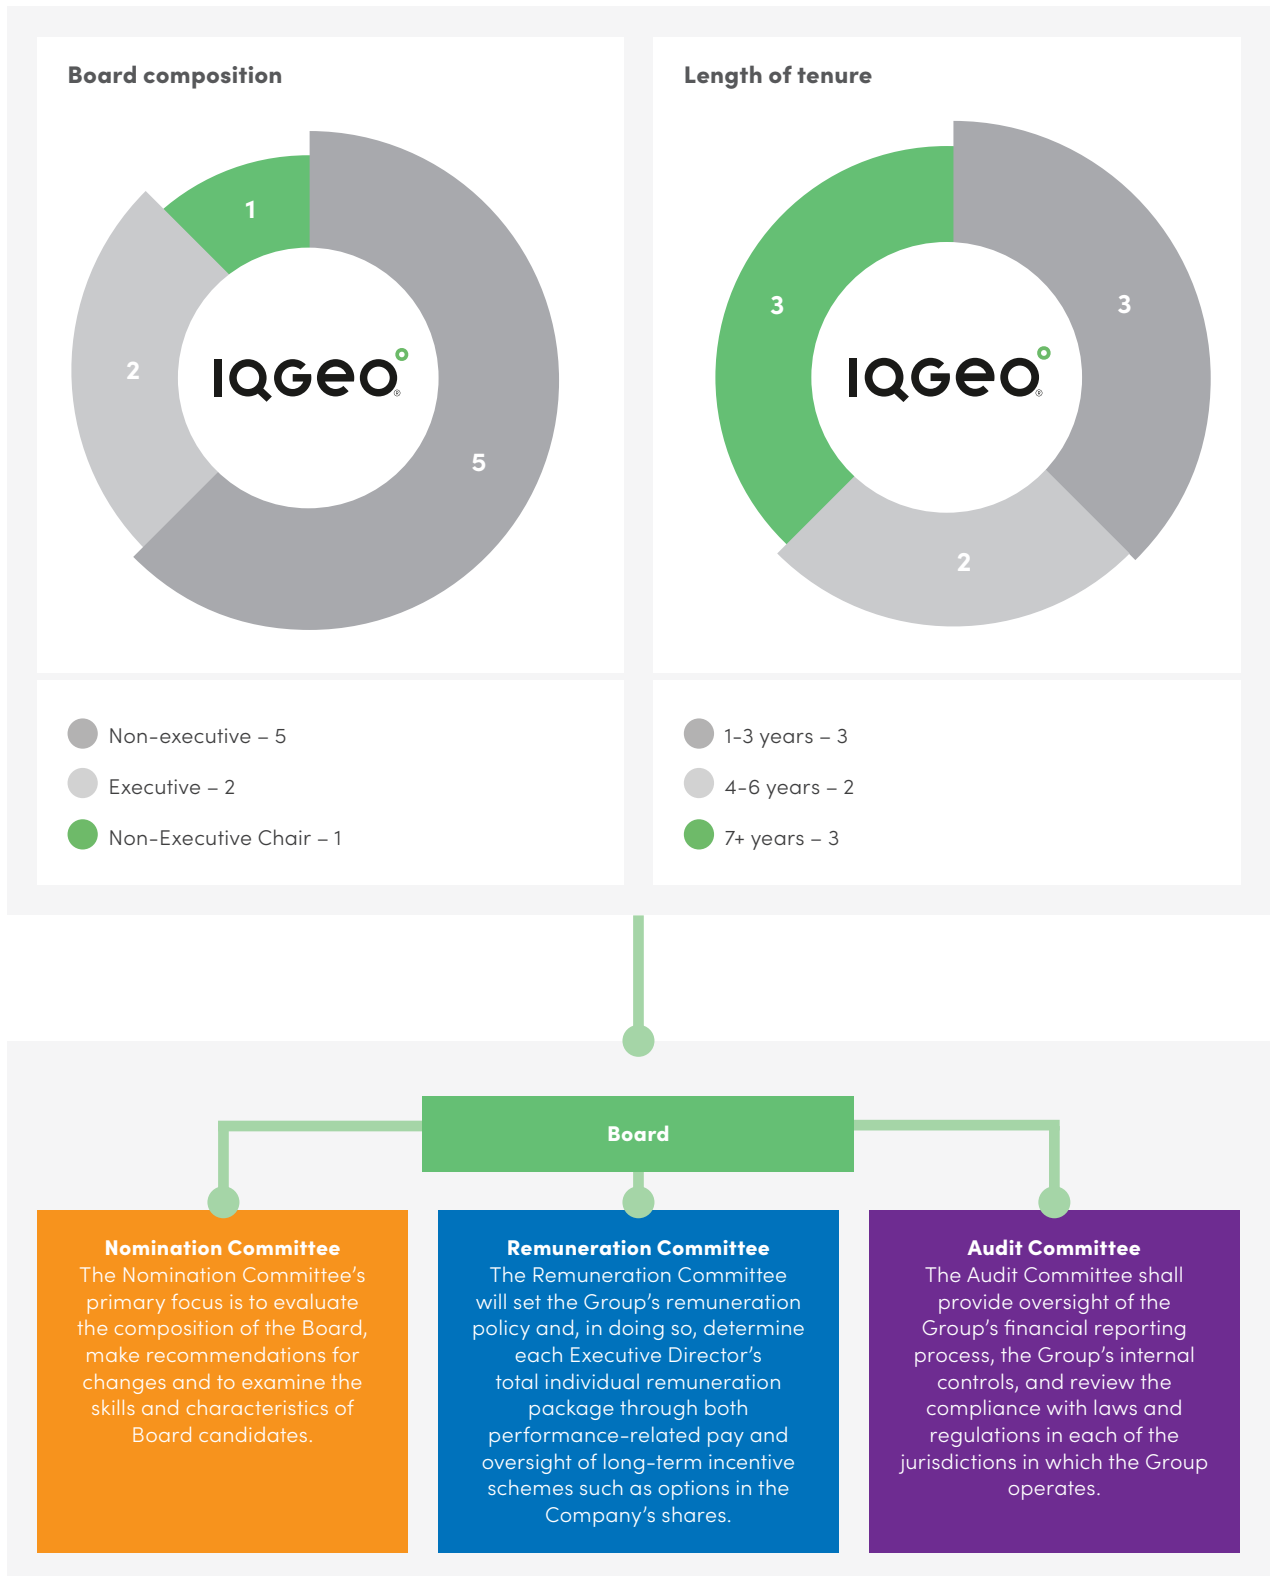 Board composition
1
2
5
IQGeo®
Non-executive – 5
Executive – 2
Non-Executive Chair – 1
Length of tenure
3
3
2
IQGeo®
1-3 years – 3
4-6 years – 2
7+ years – 3
Board
Nomination Committee
The Nomination Committee’s
primary focus is to evaluate
the composition of the Board,
make recommendations for
changes and to examine the
skills and characteristics of
Board candidates.
Remuneration Committee
The Remuneration Committee
will set the Group’s remuneration
policy and, in doing so, determine
each Executive Director’s
total individual remuneration
package through both
performance-related pay and
oversight of long-term incentive
schemes such as options in the
Company’s shares.
Audit Committee
The Audit Committee shall
provide oversight of the
Group’s financial reporting
process, the Group’s internal
controls, and review the
compliance with laws and
regulations in each of the
jurisdictions in which the Group
operates.